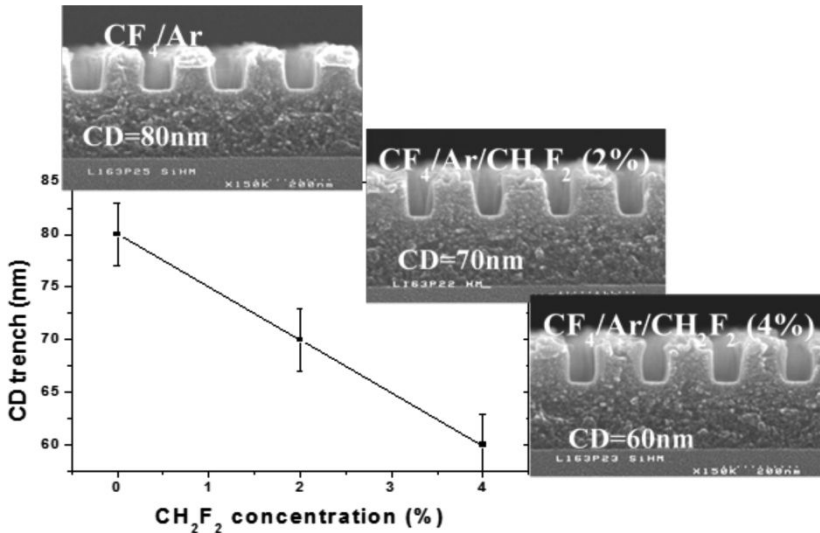 CF₄/Ar
CD=80nm
L163P25 SiHM
X150K 200nm
CF₄/Ar/CH₂F₂ (2%)
CD=70nm
L163P22 HM
CF₄/Ar/CH₂F₂ (4%)
CD=60nm
L163P23 SiHM
X150K 200nm
85
80
75
70
65
60
CD trench (nm)
0 1 2 3 4
CH₂F₂ concentration (%)